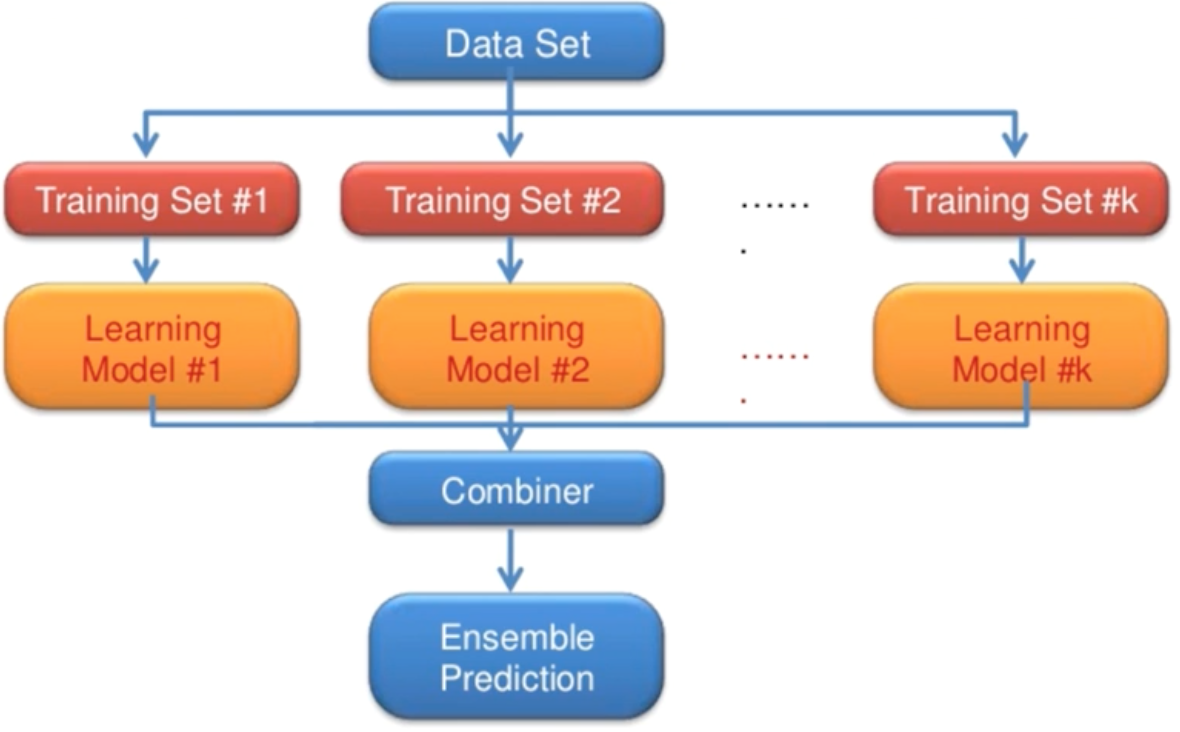 Data Set
Training Set #1
Training Set #2
.......
Training Set #k
Learning
Model #1
Learning
Model #2
.......
Learning
Model #k
Combiner
Ensemble
Prediction